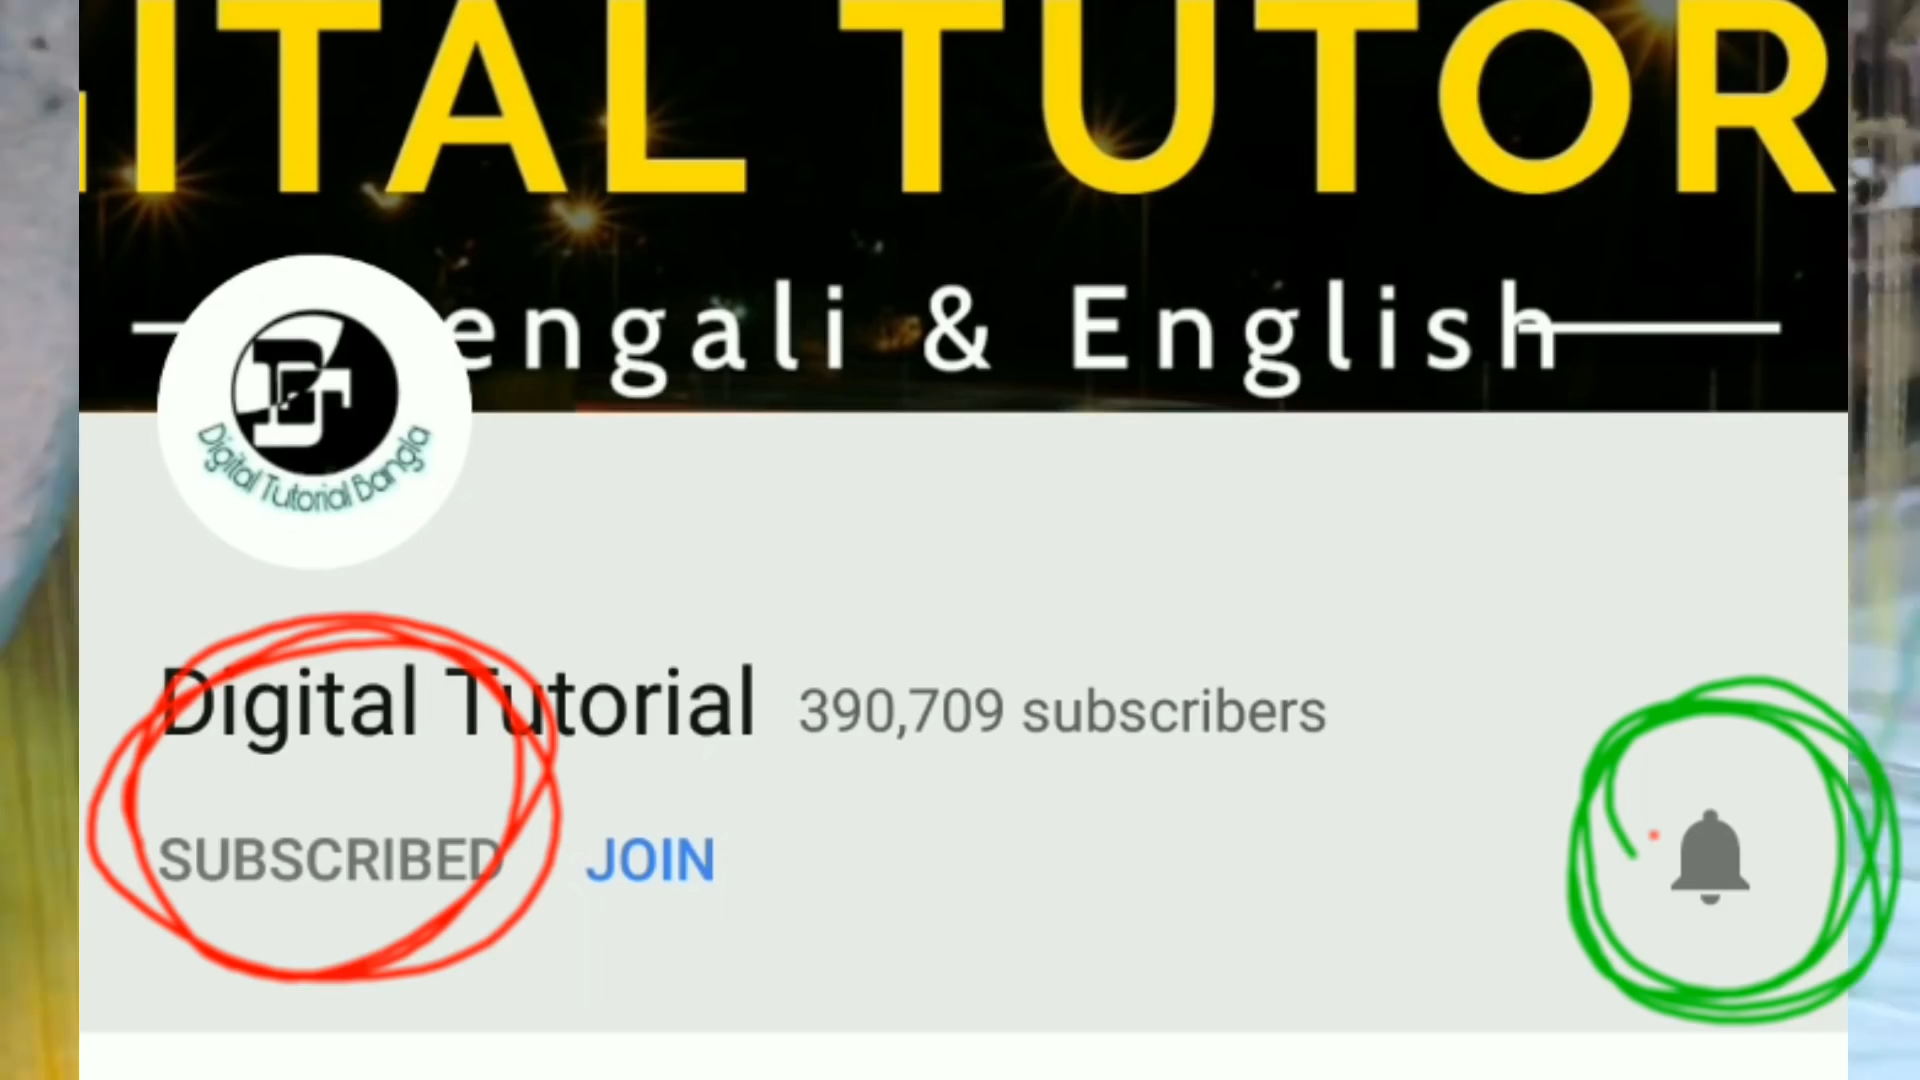 ITAL TUTOR
engali & English
Digital Tutorial Bangla
Digital Tutorial 390,709 subscribers
SUBSCRIBED JOIN